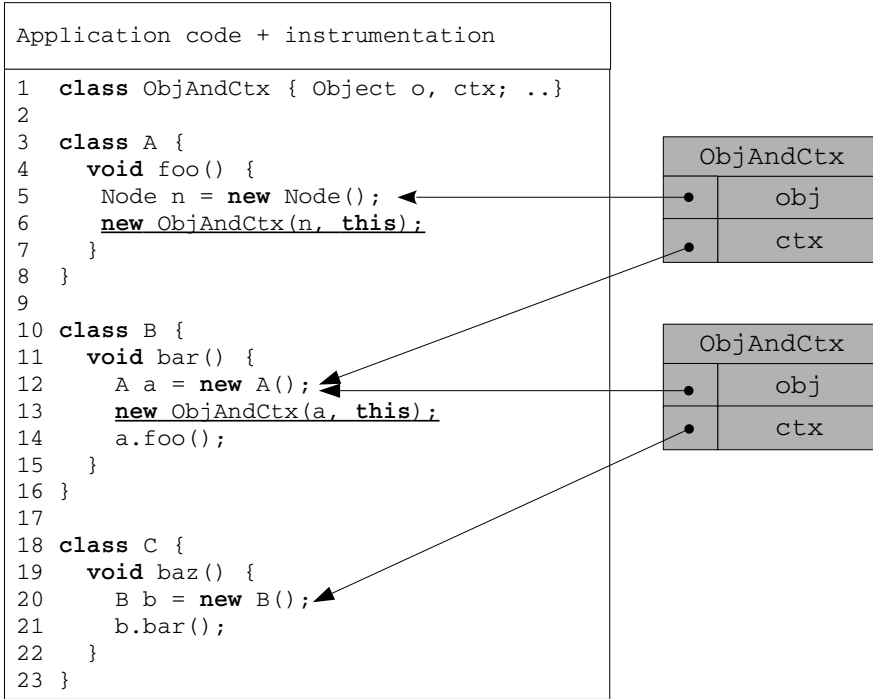 Application code + instrumentation
1 class ObjAndCtx { Object o, ctx; ..}
2
3 class A {
4 void foo() {
5 Node n = new Node();
6 new ObjAndCtx(n, this);
7 }
8 }
9
10 class B {
11 void bar() {
12 A a = new A();
13 new ObjAndCtx(a, this);
14 a.foo();
15 }
16 }
17
18 class C {
19 void baz() {
20 B b = new B();
21 b.bar();
22 }
23 }
ObjAndCtx
obj
ctx
ObjAndCtx
obj
ctx